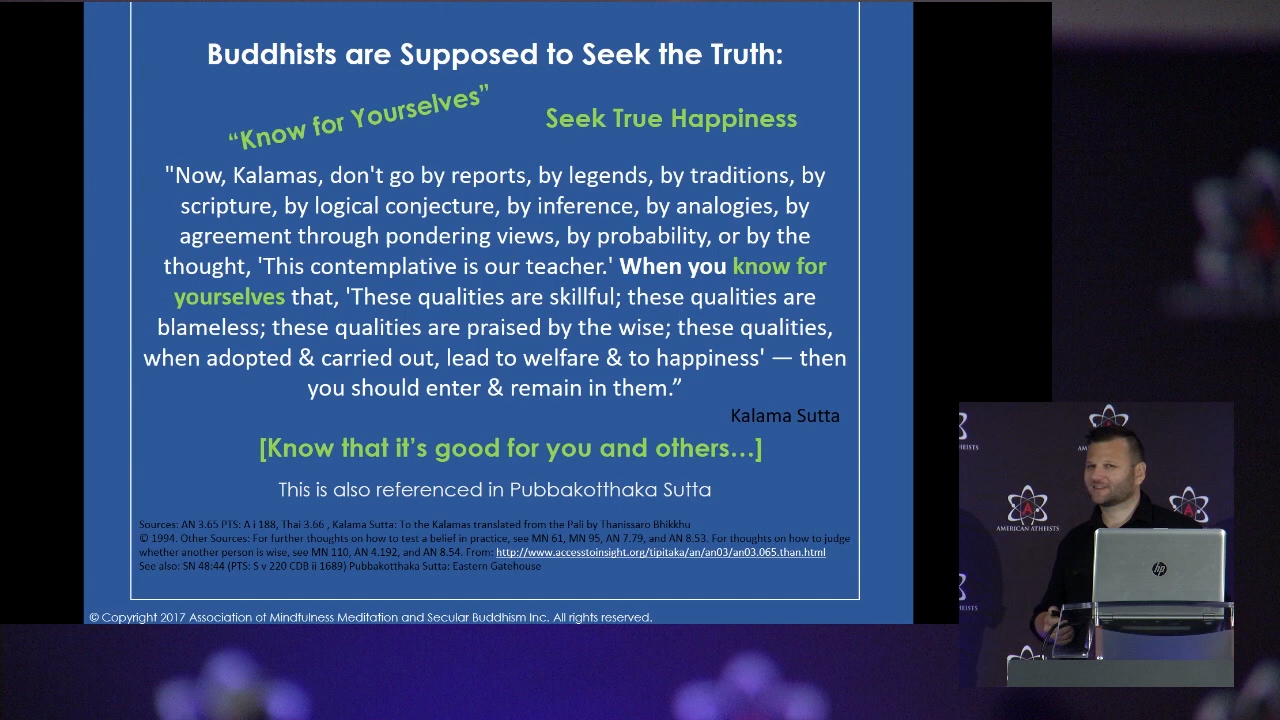 Buddhists are Supposed to Seek the Truth:
“Know for Yourselves”
Seek True Happiness
"Now, Kalamas, don't go by reports, by legends, by traditions, by
scripture, by logical conjecture, by inference, by analogies, by
agreement through pondering views, by probability, or by the
thought, 'This contemplative is our teacher.' When you know for
yourselves that, 'These qualities are skillful; these qualities are
blameless; these qualities are praised by the wise; these qualities,
when adopted & carried out, lead to welfare & to happiness' — then
you should enter & remain in them.”
Kalama Sutta
[Know that it’s good for you and others…]
This is also referenced in Pubbakotthaka Sutta
Sources: AN 3.65 PTS: A i 188, Thai 3.66 , Kalama Sutta: To the Kalamas translated from the Pali by Thanissaro Bhikkhu
© 1994. Other Sources: For further thoughts on how to test a belief in practice, see MN 61, MN 95, AN 7.79, and AN 8.53. For thoughts on how to judge
whether another person is wise, see MN 110, AN 4.192, and AN 8.54. From: http://www.accesstoinsight.org/tipitaka/an/an03/an03.065.than.html
See also: SN 48:44 (PTS: S v 220 CDB ii 1689) Pubbakotthaka Sutta: Eastern Gatehouse
© Copyright 2017 Association of Mindfulness Meditation and Secular Buddhism Inc. All rights reserved.
AMERICAN ATHEISTS
hp